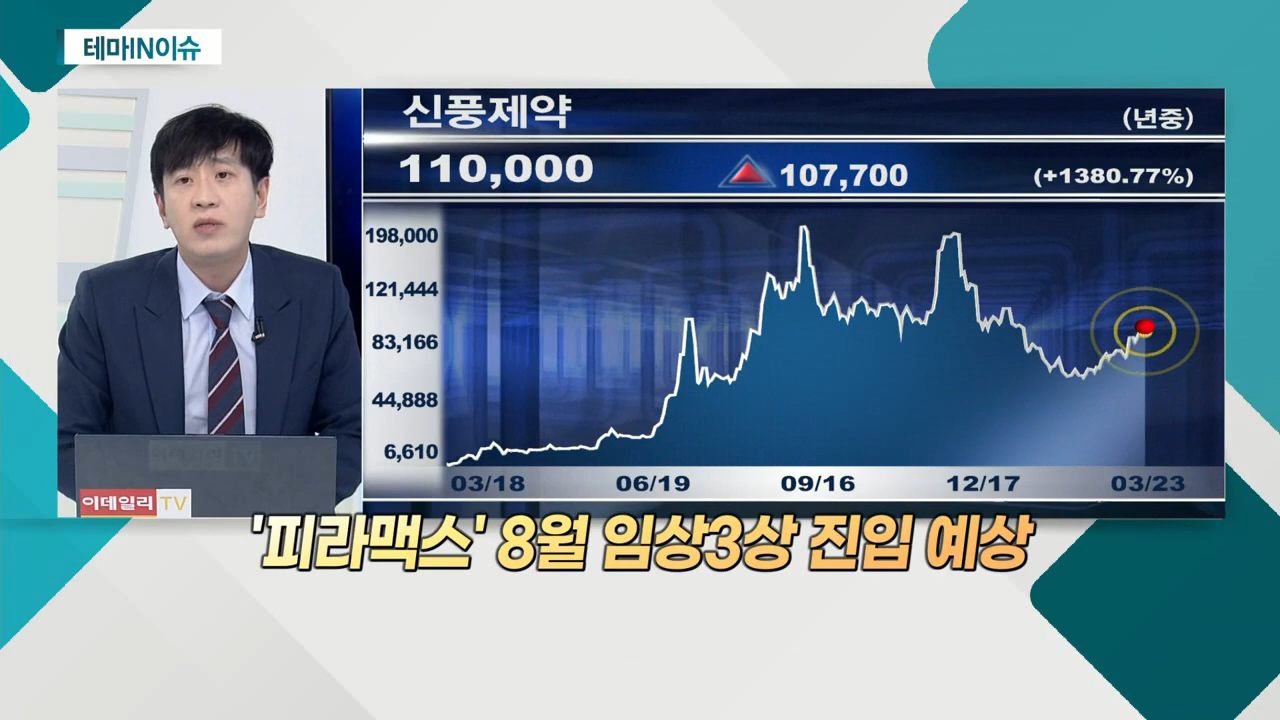 테마IN이슈
신풍제약
(년중)
110,000 ▲ 107,700 (+1380.77%)
198,000
121,444
83,166
44,888
6,610
03/18 06/19 09/16 12/17 03/23
이데일리TV
'피라맥스' 8월 임상3상 진입 예상